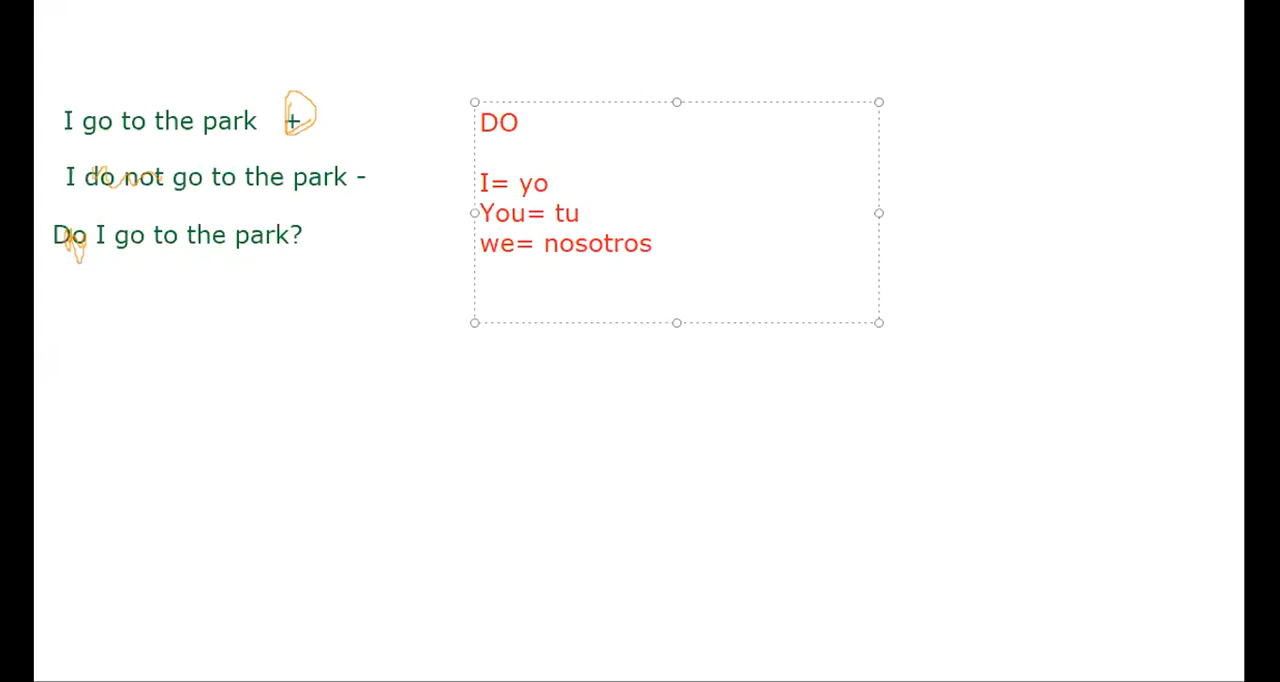 I go to the park +
I do not go to the park -
Do I go to the park?
DO
I= yo
You= tu
we= nosotros